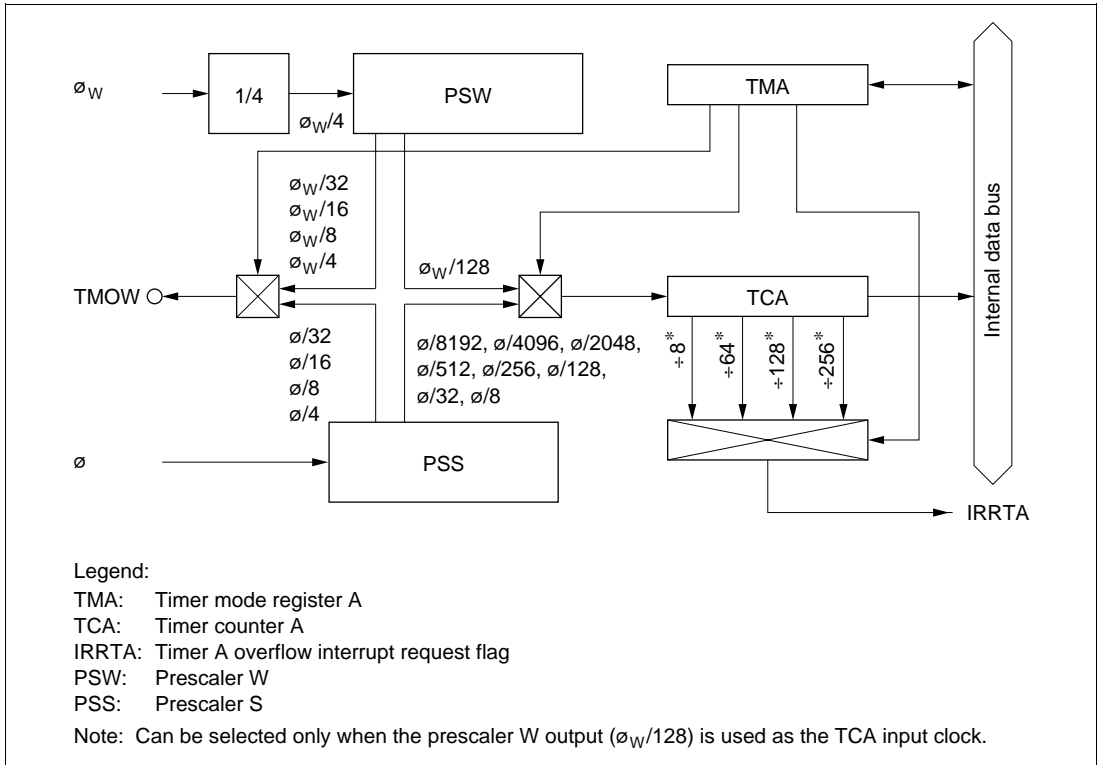 øW
1/4
øW/4
PSW
TMA
Internal data bus
øW/32
øW/16
øW/8
øW/4
øW/128
TMOW
TCA
÷8*
÷64*
÷128*
÷256*
ø/32
ø/16
ø/8
ø/4
ø/8192, ø/4096, ø/2048,
ø/512, ø/256, ø/128,
ø/32, ø/8
ø
PSS
IRRTA
Legend:
TMA: Timer mode register A
TCA: Timer counter A
IRRTA: Timer A overflow interrupt request flag
PSW: Prescaler W
PSS: Prescaler S
Note: Can be selected only when the prescaler W output (øW/128) is used as the TCA input clock.